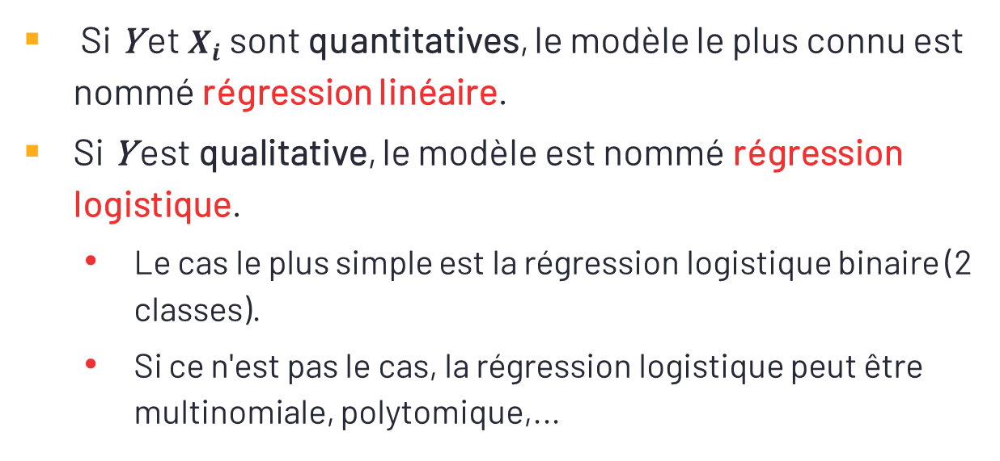 ▪ Si Y et Xᵢ sont quantitatives, le modèle le plus connu est
nommé régression linéaire.
▪ Si Y est qualitative, le modèle est nommé régression
logistique.
• Le cas le plus simple est la régression logistique binaire (2
classes).
• Si ce n'est pas le cas, la régression logistique peut être
multinomiale, polytomique,...